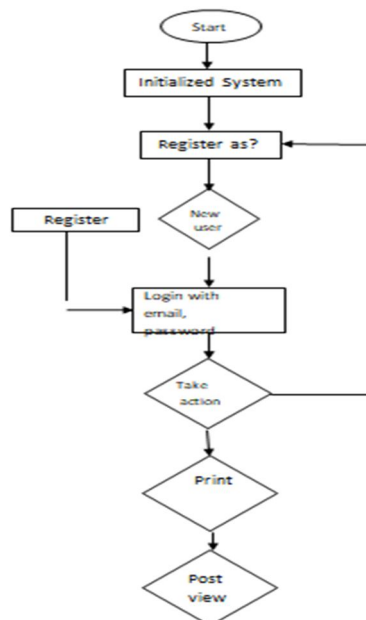 Start
Initialized System
Register as?
New
user
Register
Login with
email,
password
Take
action
Print
Post
view